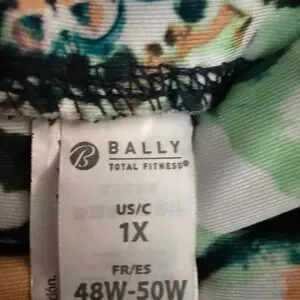 BALLY
TOTAL FITNESS®
US/C
1X
FR/ES
48W-50W